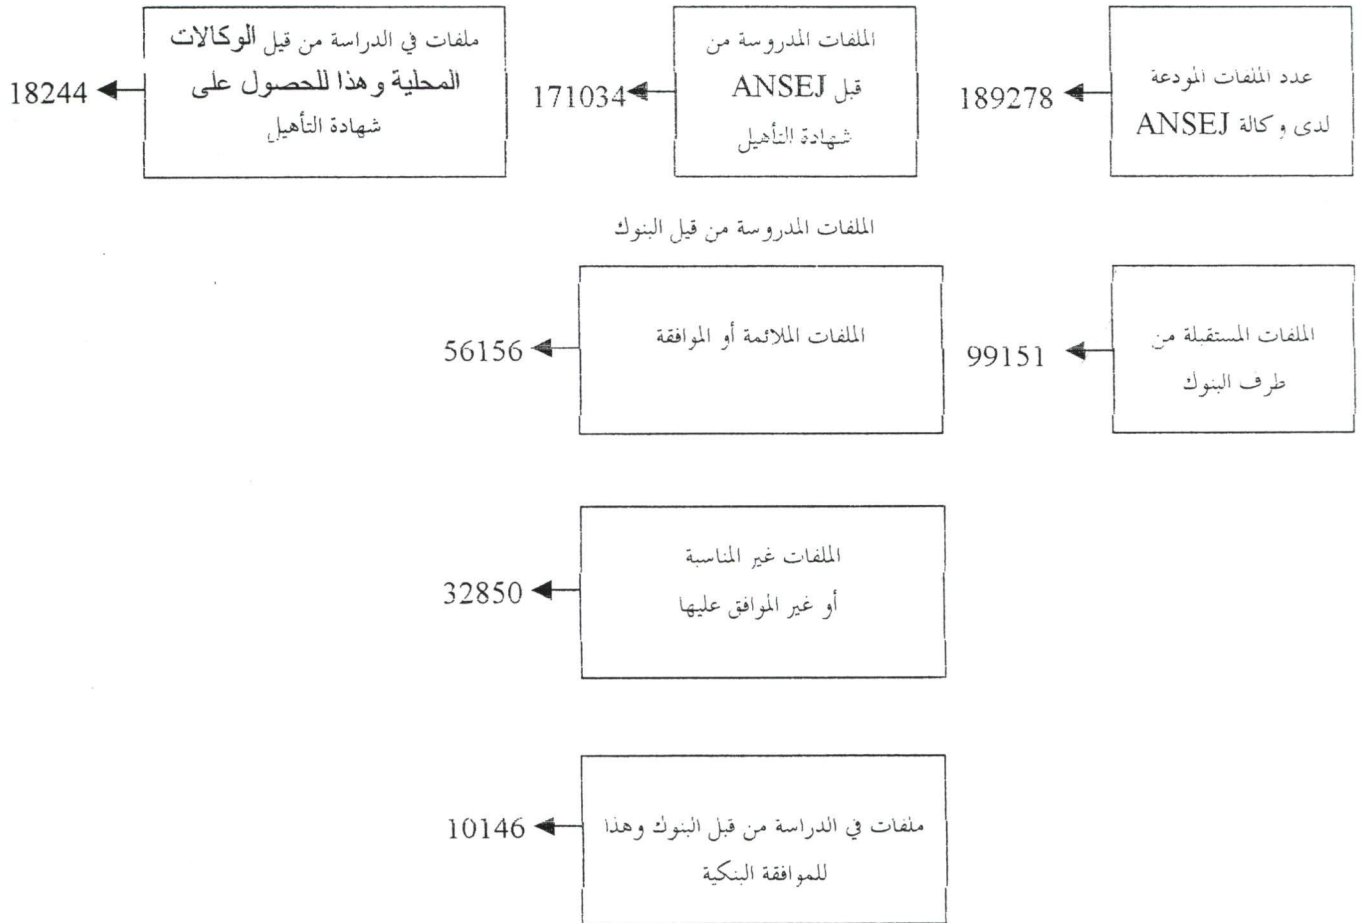 عدد الملفات المودعة
لدى وكالة ANSEJ
189278
الملفات المدروسة من
قبل ANSEJ
شهادة التأهيل
171034
ملفات في الدراسة من قيل الوكالات
المحلية وهذا للحصول على
شهادة التأهيل
18244
الملفات المدروسة من قيل البنوك
الملفات المستقبلة من
طرف البنوك
99151
الملفات الملائمة أو الموافقة
56156
الملفات غير المناسبة
أو غير الموافق عليها
32850
ملفات في الدراسة من قبل البنوك وهذا
للموافقة البنكية
10146